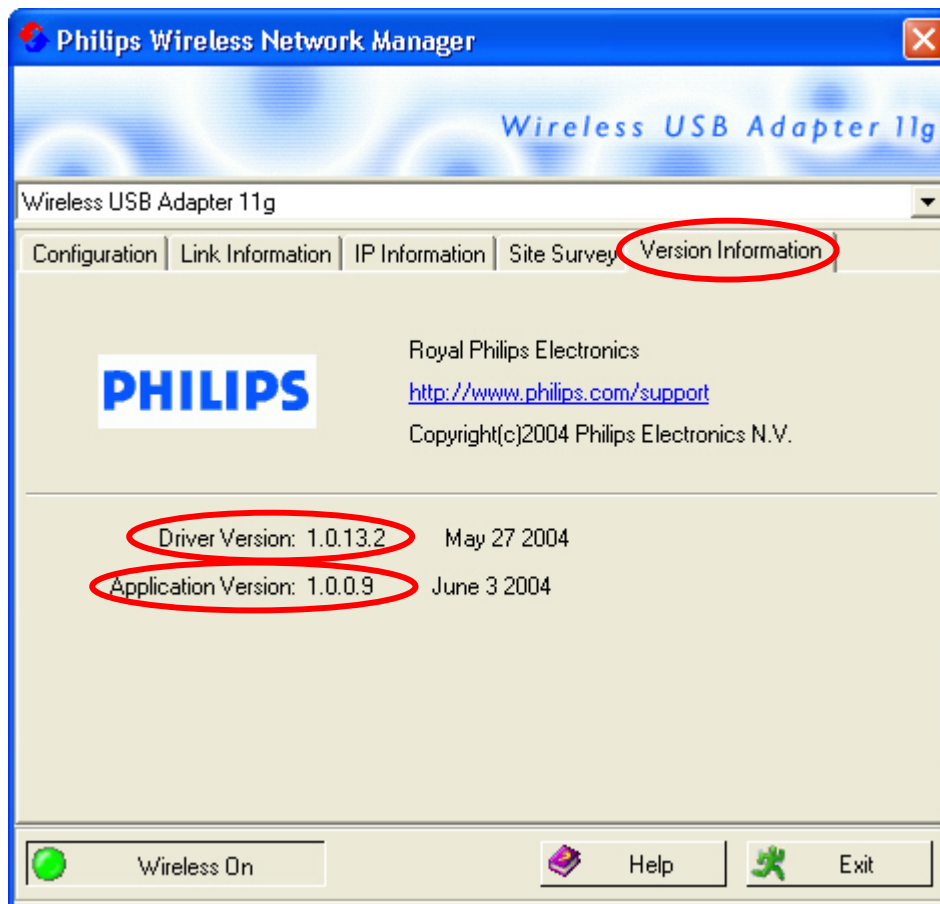 Philips Wireless Network Manager
Wireless USB Adapter 11g
Wireless USB Adapter 11g
Configuration Link Information IP Information Site Survey Version Information
PHILIPS
Royal Philips Electronics
http://www.philips.com/support
Copyright(c)2004 Philips Electronics N.V.
Driver Version: 1.0.13.2 May 27 2004
Application Version: 1.0.0.9 June 3 2004
Wireless On Help Exit